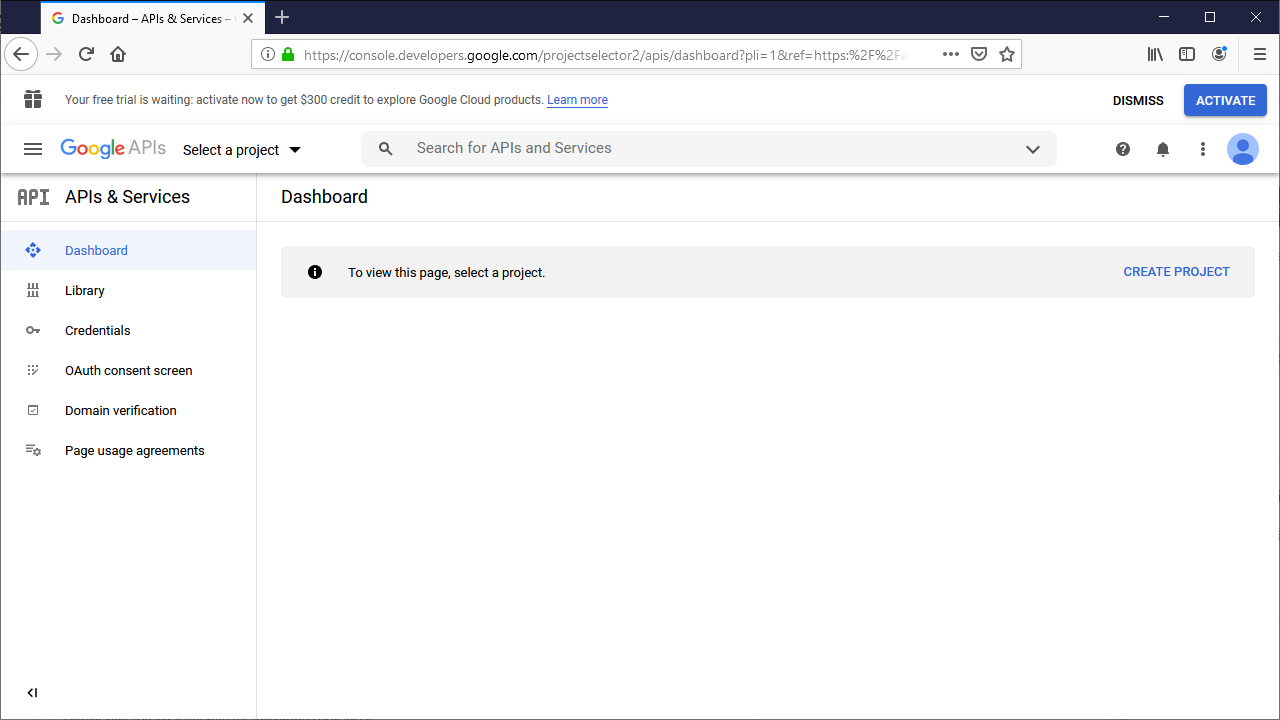 Dashboard – APIs & Services –
https://console.developers.google.com/projectselector2/apis/dashboard?pli=1&ref=https:%2F%2Fa
Your free trial is waiting: activate now to get $300 credit to explore Google Cloud products. Learn more
DISMISS
ACTIVATE
Google APIs
Select a project
Search for APIs and Services
API
APIs & Services
Dashboard
Dashboard
To view this page, select a project.
CREATE PROJECT
Library
Credentials
OAuth consent screen
Domain verification
Page usage agreements